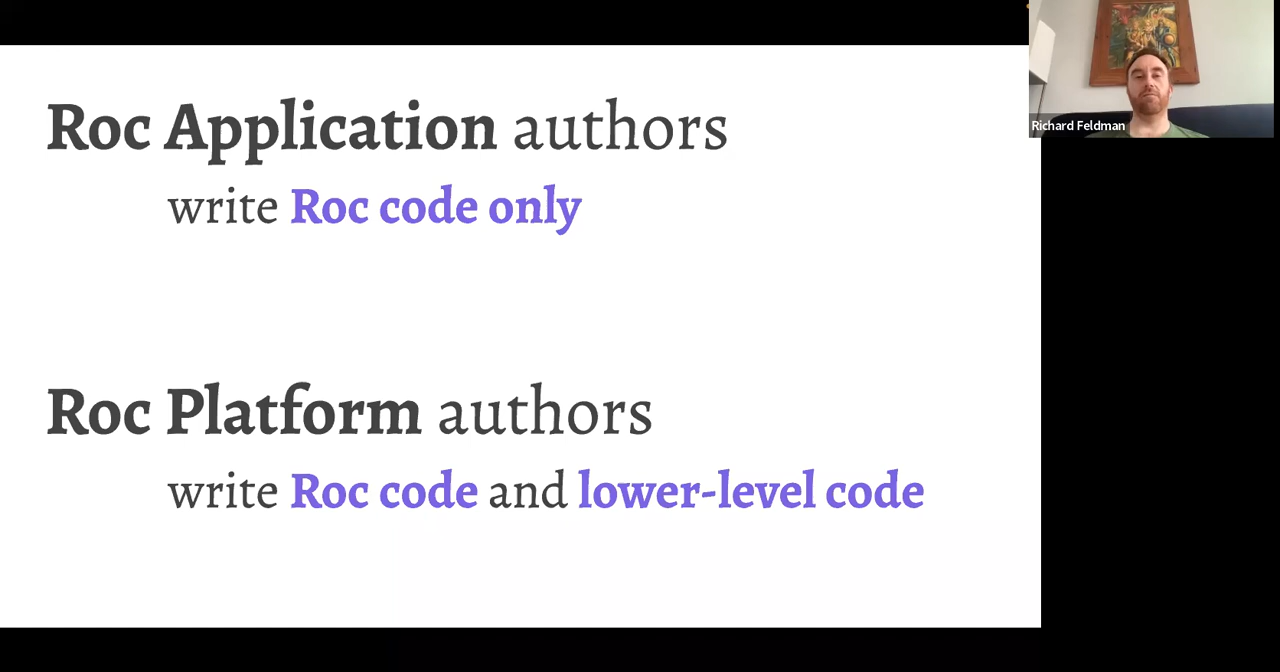 Roc Application authors
write Roc code only
Roc Platform authors
write Roc code and lower-level code
Richard Feldman